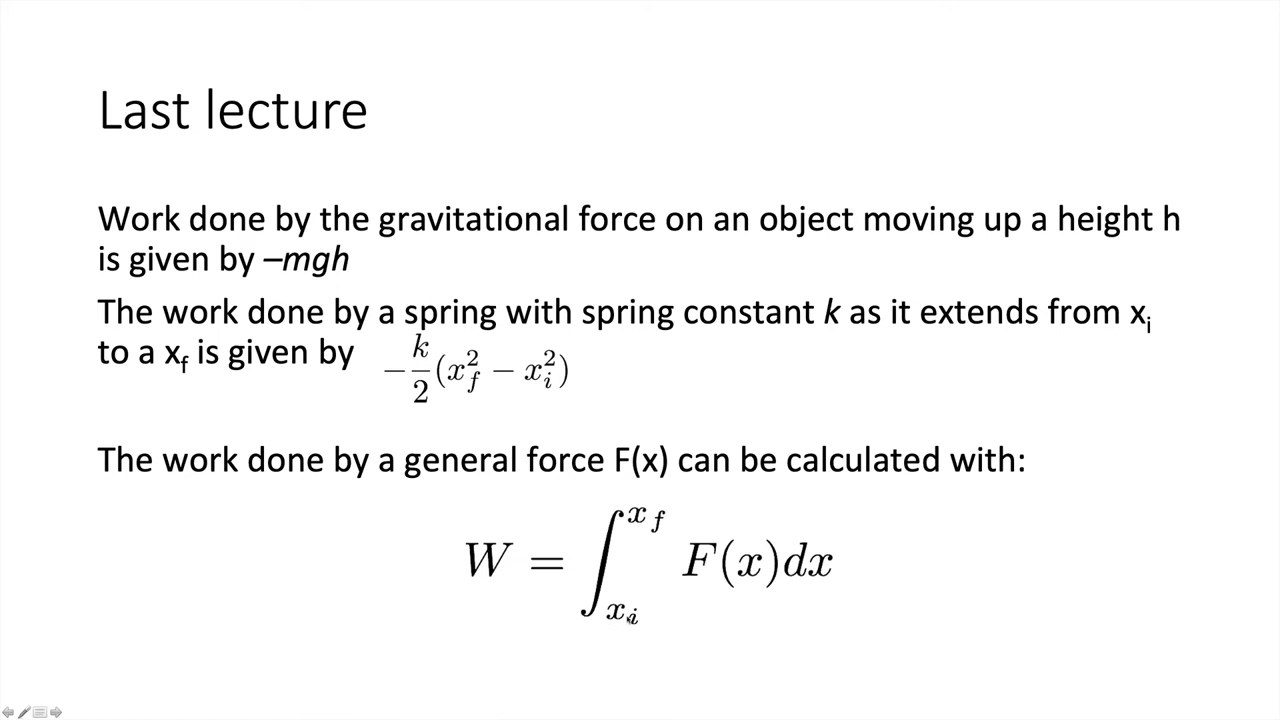 Last lecture
Work done by the gravitational force on an object moving up a height h
is given by –mgh
The work done by a spring with spring constant k as it extends from xᵢ
to a x_f is given by −k/2(x_f² − x_i²)
The work done by a general force F(x) can be calculated with:
W = ∫_{x_i}^{x_f} F(x)dx